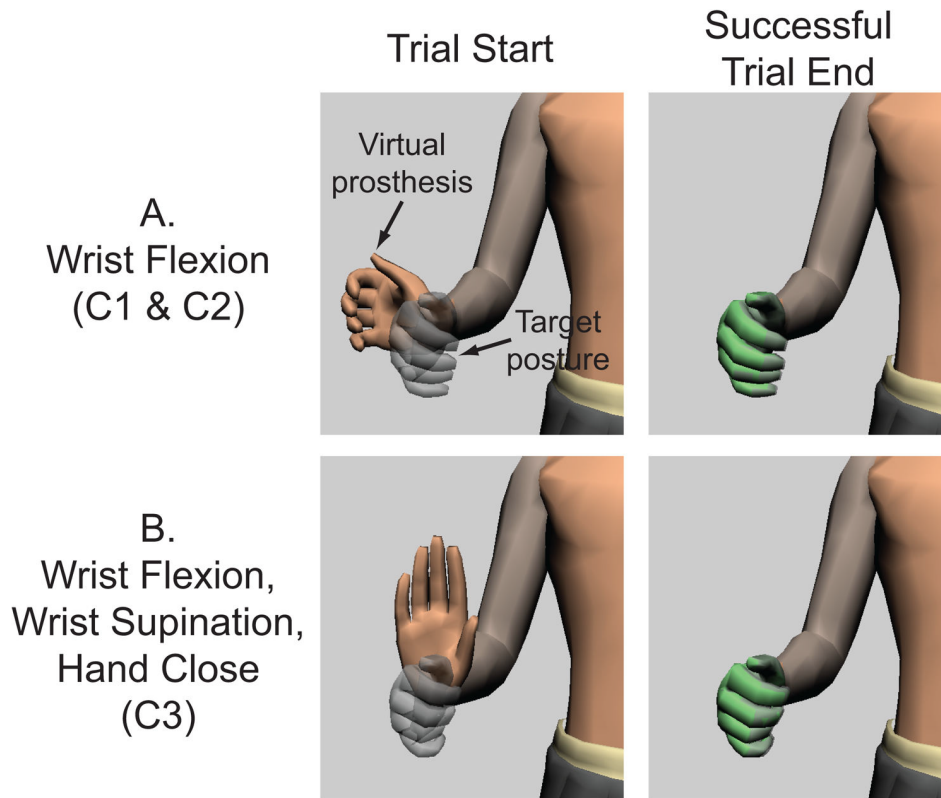 Trial Start
Successful
Trial End
A.
Wrist Flexion
(C1 & C2)
Virtual
prosthesis
Target
posture
B.
Wrist Flexion,
Wrist Supination,
Hand Close
(C3)